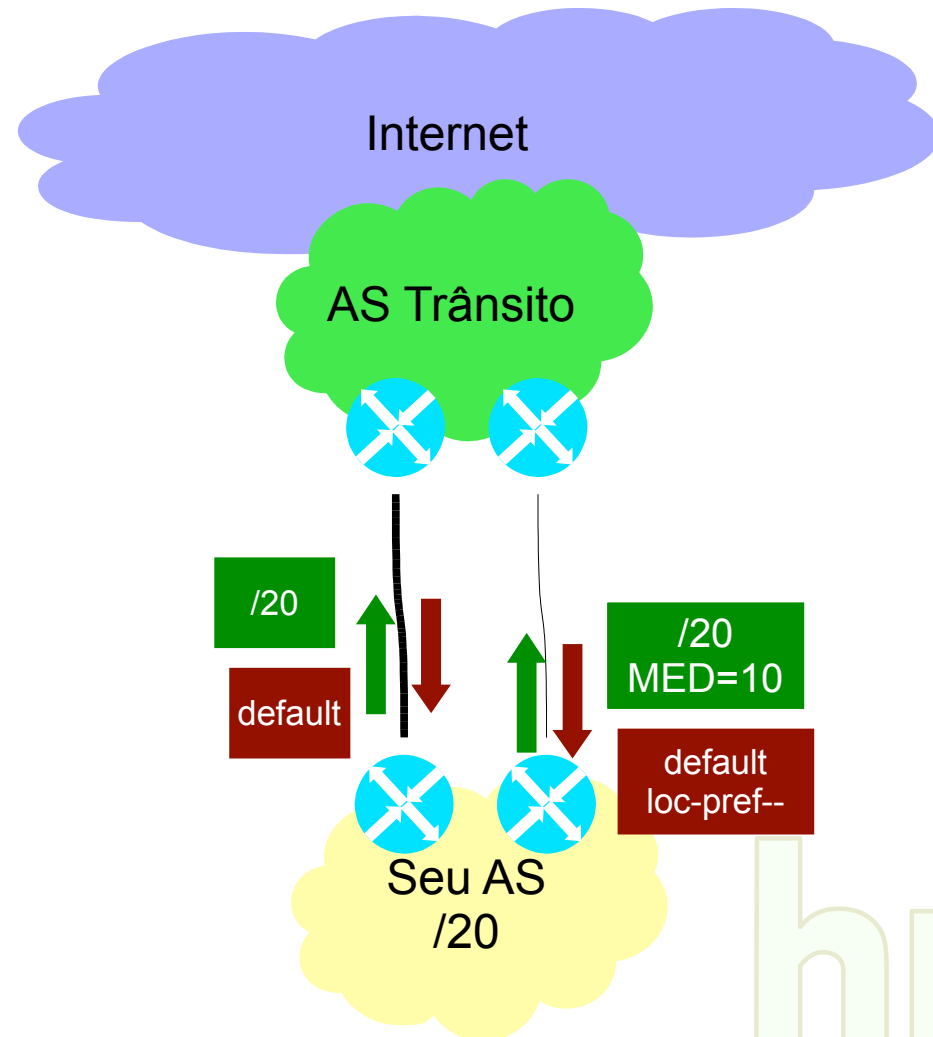 Internet
AS Trânsito
/20
default
/20
MED=10
default
loc-pref--
Seu AS
/20